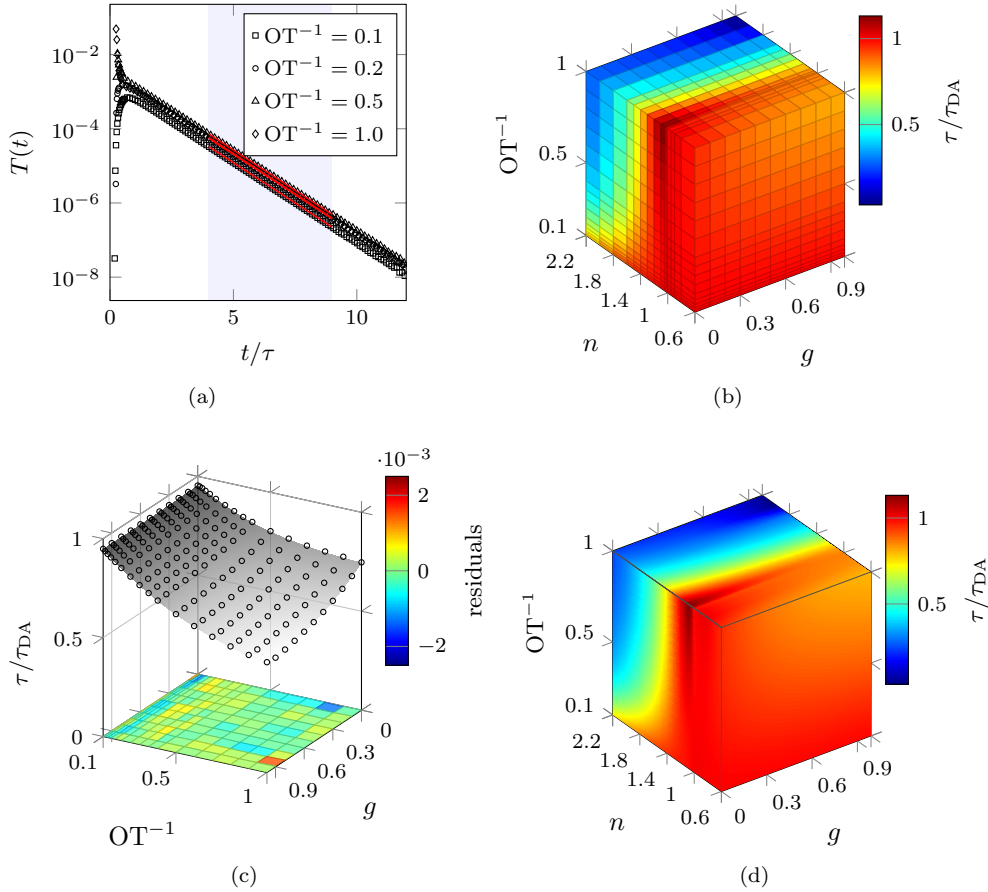 10⁻²
10⁻⁴
10⁻⁶
10⁻⁸
T(t)
0
5
10
t/τ
OT⁻¹ = 0.1
OT⁻¹ = 0.2
OT⁻¹ = 0.5
OT⁻¹ = 1.0
(a)
1
0.5
0.1
OT⁻¹
2.2
1.8
1.4
1
0.6
n
0
0.3
0.6
0.9
g
1
0.5
τ/τ_DA
(b)
1
0.5
0
τ/τ_DA
0.1
0.5
1
OT⁻¹
0.9
0.6
0.3
0
g
·10⁻³
2
0
−2
residuals
(c)
1
0.5
0.1
OT⁻¹
2.2
1.8
1.4
1
0.6
n
0
0.3
0.6
0.9
g
1
0.5
τ/τ_DA
(d)